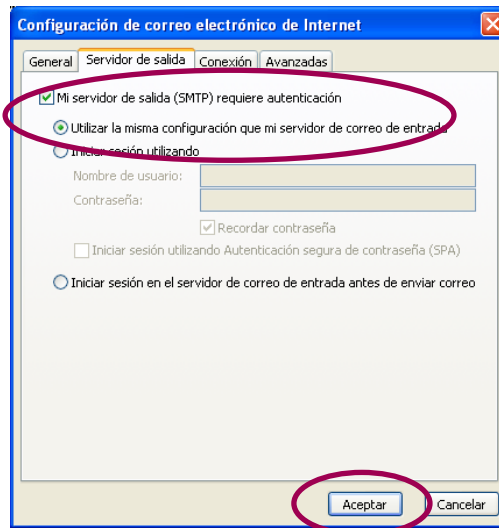 Configuración de correo electrónico de Internet
General Servidor de salida Conexión Avanzadas
Mi servidor de salida (SMTP) requiere autenticación
Utilizar la misma configuración que mi servidor de correo de entrada
Iniciar sesión utilizando
Nombre de usuario:
Contraseña:
Recordar contraseña
Iniciar sesión utilizando Autenticación segura de contraseña (SPA)
Iniciar sesión en el servidor de correo de entrada antes de enviar correo
Aceptar Cancelar